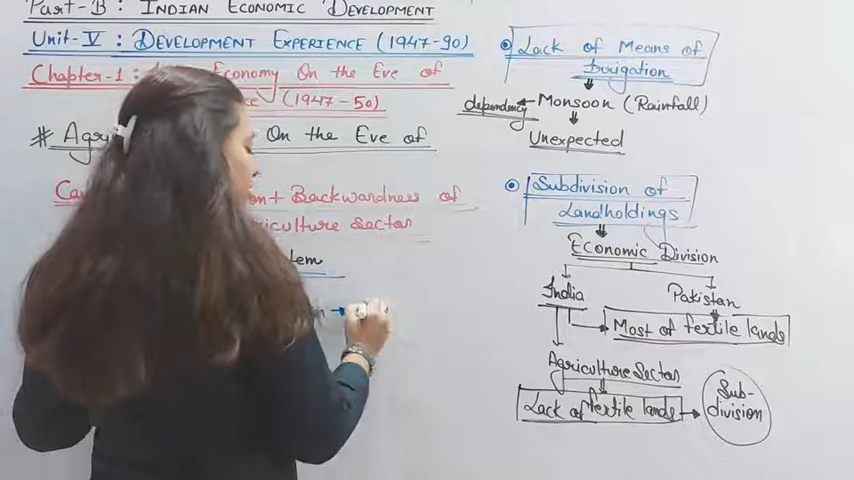 Part-B : Indian Economic Development
Unit-V : Development Experience (1947-90)
Chapter-1 : Economy On the Eve of
(1947-50)
# On the Eve of
Backwardness of
Sector
• Lack of Means of
Irrigation
dependency ← Monsoon (Rainfall)
Unexpected
• Subdivision of
Landholdings
Economic Division
India
Pakistan
Most of fertile lands
Agriculture Sector
Lack of fertile lands →
Sub-
division